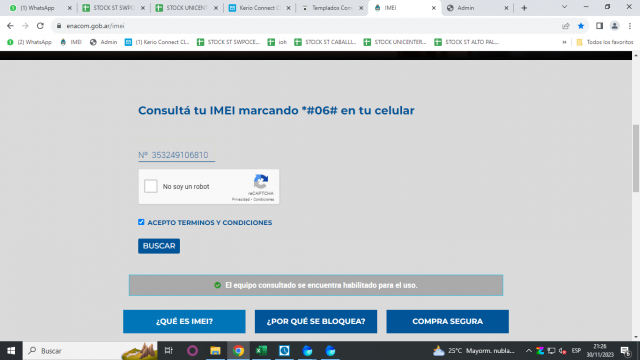 (1) WhatsApp
STOCK ST SWPO
STOCK UNICENT
Kerio Connect Cl
Templados Con
IMEI
Admin
enacom.gob.ar/imei
(2) WhatsApp
IMEI
Admin
(1) Kerio Connect Cl...
STOCK ST SWPOCE...
ioh
STOCK ST CABALLI...
STOCK UNICENTER...
STOCK ST ALTO PAL...
Todos los favoritos
Consultá tu IMEI marcando *#06# en tu celular
Nº 353249106810
No soy un robot
reCAPTCHA
Privacidad - Condiciones
ACEPTO TERMINOS Y CONDICIONES
BUSCAR
El equipo consultado se encuentra habilitado para el uso.
¿QUÉ ES IMEI?
¿POR QUÉ SE BLOQUEA?
COMPRA SEGURA
Buscar
25°C Mayorm. nubla...
ESP
21:26
30/11/2023